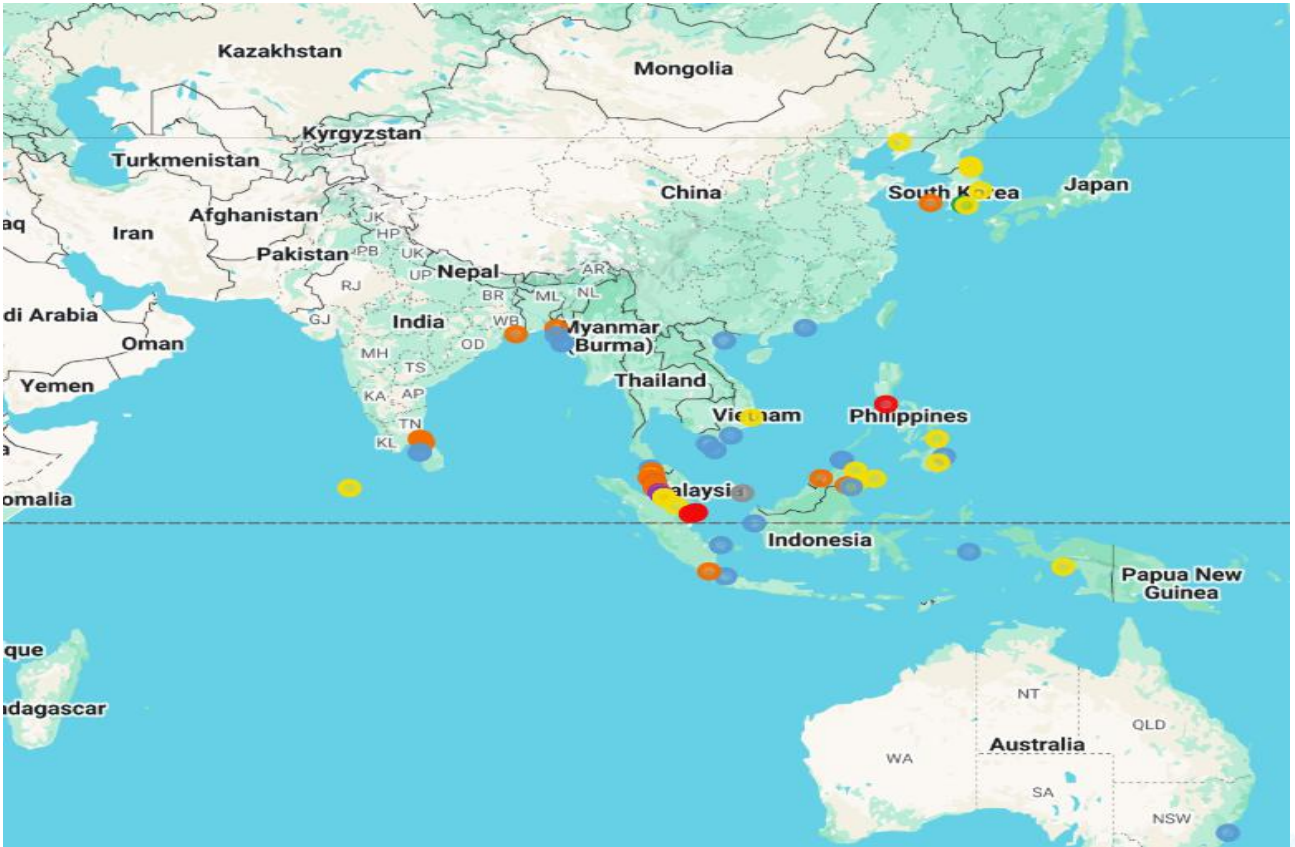 Kazakhstan
Mongolia
Kyrgyzstan
Turkmenistan
China
South Korea
Japan
Afghanistan
JK
aq
Iran
HP
Pakistan
PB
UK
Nepal
AR
UP
RJ
BR
ML
NL
di Arabia
GJ
India
WB
Myanmar
(Burma)
Oman
OD
MH
TS
Thailand
Yemen
KA
AP
Vietnam
Philippines
TN
KL
a
omalia
alaysia
Indonesia
Papua New
Guinea
que
adagascar
NT
QLD
Australia
WA
SA
NSW